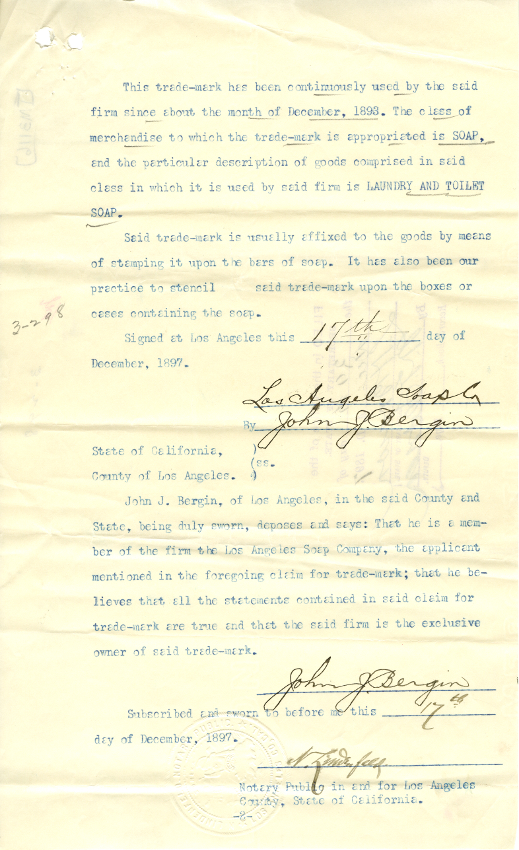 This trade-mark has been continuously used by the said
firm since about the month of December, 1893. The class of
merchandise to which the trade-mark is appropriated is SOAP,
and the particular description of goods comprised in said
class in which it is used by said firm is LAUNDRY AND TOILET
SOAP.
Said trade-mark is usually affixed to the goods by means
of stamping it upon the bars of soap. It has also been our
practice to stencil said trade-mark upon the boxes or
cases containing the soap.
3-298
Signed at Los Angeles this 17th day of
December, 1897.
Los Angeles Soap Co
By John J. Bergin
State of California, )
(ss.
County of Los Angeles. )
John J. Bergin, of Los Angeles, in the said County and
State, being duly sworn, deposes and says: That he is a mem-
ber of the firm the Los Angeles Soap Company, the applicant
mentioned in the foregoing claim for trade-mark; that he be-
lieves that all the statements contained in said claim for
trade-mark are true and that the said firm is the exclusive
owner of said trade-mark.
John J. Bergin
Subscribed and sworn to before me this 17th
day of December, 1897.
Notary Public in and for Los Angeles
County, State of California.
-2-